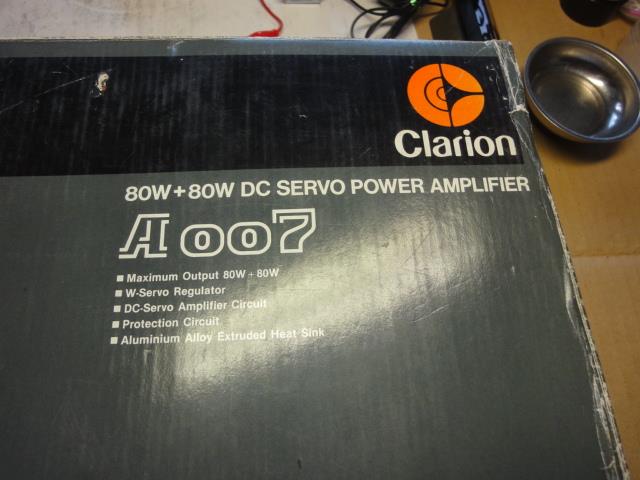 Clarion
80W+80W DC SERVO POWER AMPLIFIER
A007
■ Maximum Output 80W+80W
■ W-Servo Regulator
■ DC-Servo Amplifier Circuit
■ Protection Circuit
■ Aluminium Alloy Extruded Heat Sink